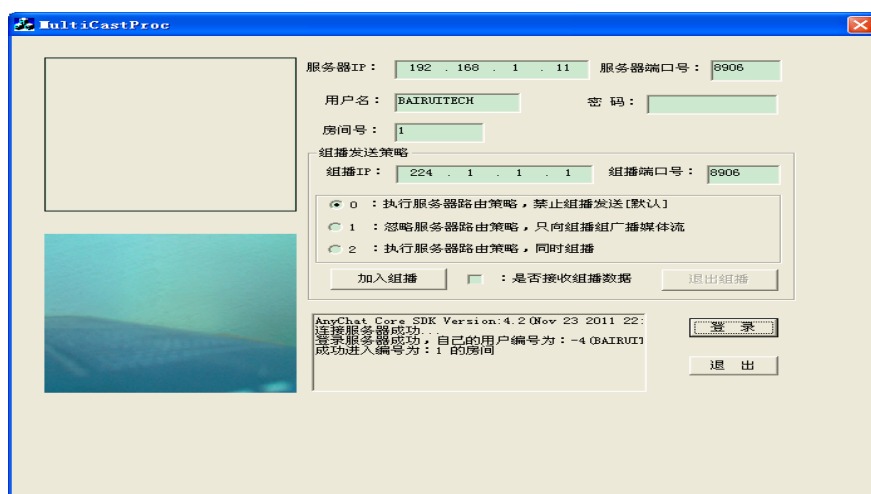 MultiCastProc
服务器IP： 192 . 168 . 1 . 11 服务器端口号： 8906
用户名： BAIRUITECH 密 码：
房间号： 1
组播发送策略
组播IP： 224 . 1 . 1 . 1 组播端口号： 8906
0 ：执行服务器路由策略，禁止组播发送[默认]
1 ：忽略服务器路由策略，只向组播组广播媒体流
2 ：执行服务器路由策略，同时组播
加入组播 ：是否接收组播数据 退出组播
AnyChat Core SDK Version:4.2(Nov 23 2011 22:
连接服务器成功...
登录服务器成功，自己的用户编号为：-4(BAIRUIT
成功进入编号为：1 的房间
登 录
退 出